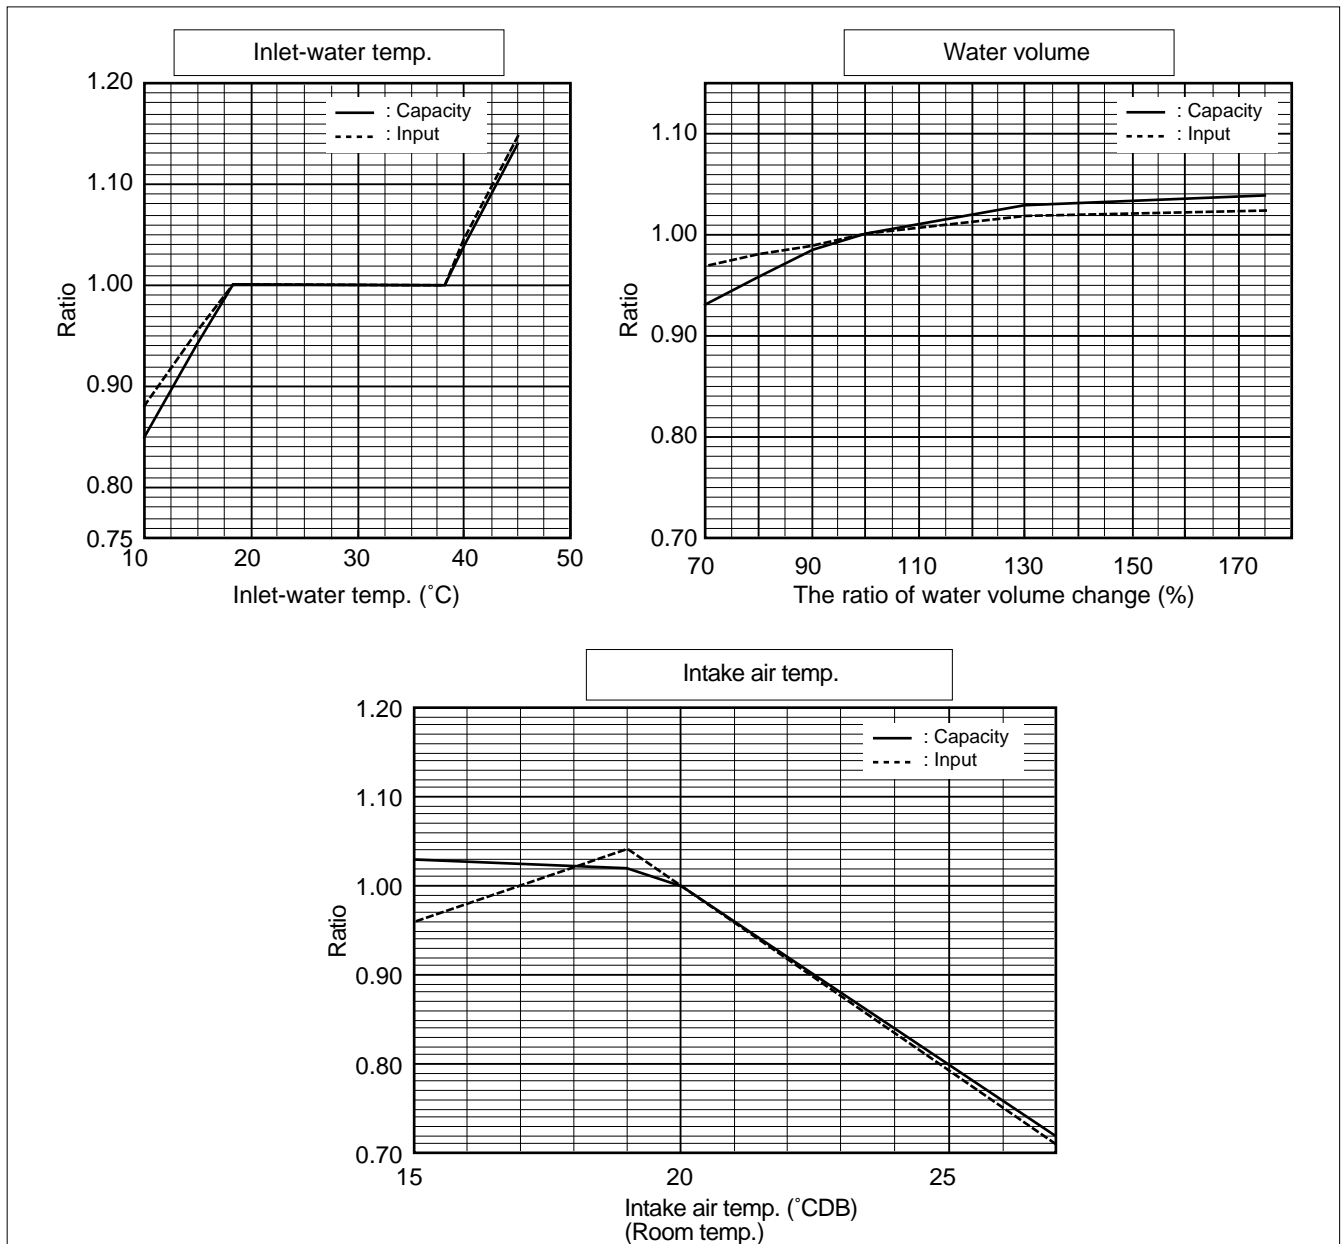 Inlet-water temp.
1.20
1.10
1.00
0.90
0.80
0.75
Ratio
: Capacity
: Input
10 20 30 40 50
Inlet-water temp. (˚C)
Water volume
1.10
1.00
0.90
0.80
0.70
Ratio
: Capacity
: Input
70 90 110 130 150 170
The ratio of water volume change (%)
Intake air temp.
1.20
1.10
1.00
0.90
0.80
0.70
Ratio
: Capacity
: Input
15 20 25
Intake air temp. (˚CDB)
(Room temp.)